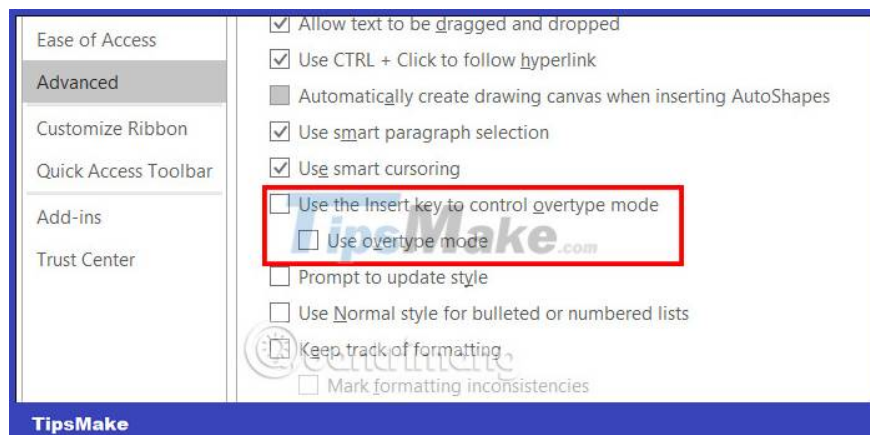 Ease of Access
Advanced
Customize Ribbon
Quick Access Toolbar
Add-ins
Trust Center
Allow text to be dragged and dropped
Use CTRL + Click to follow hyperlink
Automatically create drawing canvas when inserting AutoShapes
Use smart paragraph selection
Use smart cursoring
Use the Insert key to control overtype mode
Use overtype mode
TipsMake.com
Prompt to update style
Use Normal style for bulleted or numbered lists
Keep track of formatting
Mark formatting inconsistencies
TipsMake